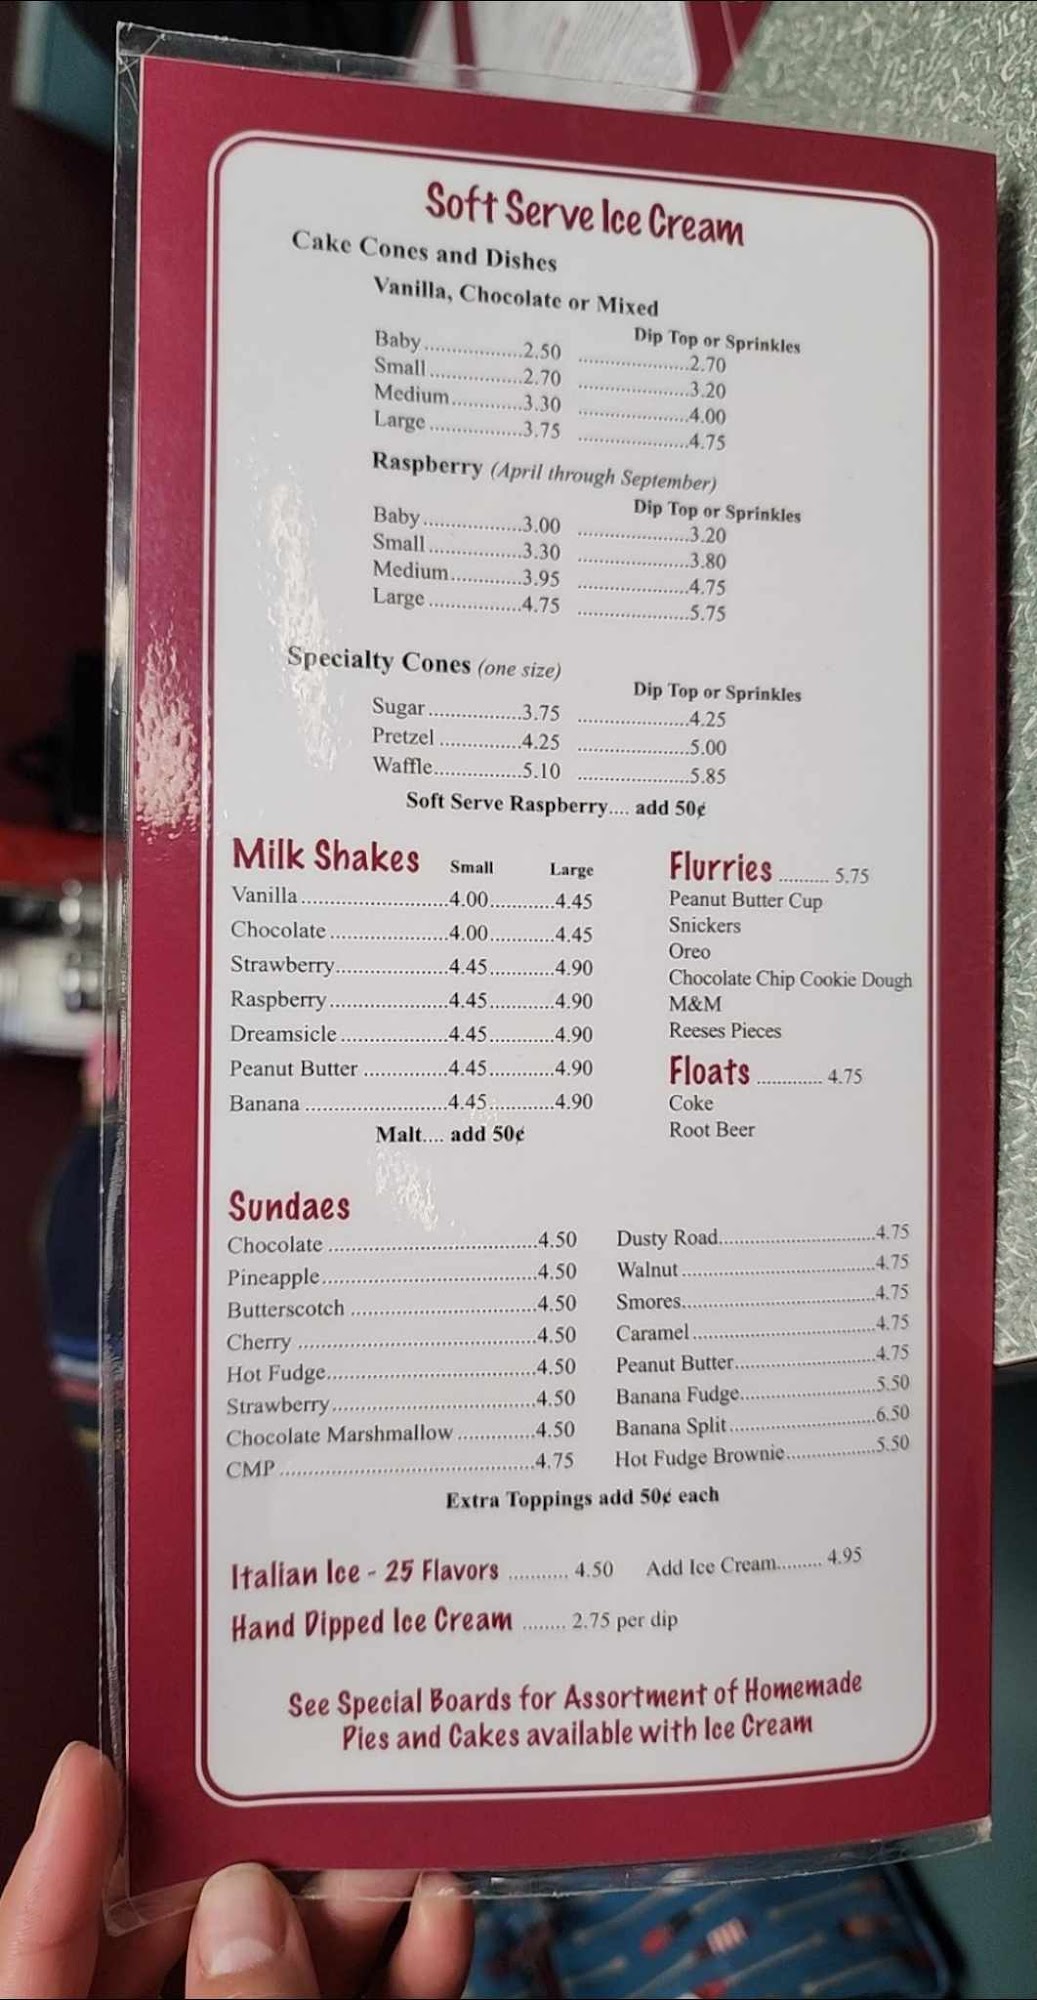 Soft Serve Ice Cream
Cake Cones and Dishes
Vanilla, Chocolate or Mixed
Dip Top or Sprinkles
Baby..................2.50 ....................2.70
Small.................2.70 ....................3.20
Medium.............3.30 ....................4.00
Large.................3.75 ....................4.75
Raspberry (April through September)
Dip Top or Sprinkles
Baby..................3.00 ....................3.20
Small.................3.30 ....................3.80
Medium.............3.95 ....................4.75
Large.................4.75 ....................5.75
Specialty Cones (one size)
Dip Top or Sprinkles
Sugar.................3.75 ....................4.25
Pretzel...............4.25 ....................5.00
Waffle................5.10 ....................5.85
Soft Serve Raspberry.... add 50¢
Milk Shakes Small Large
Vanilla..........................4.00............4.45
Chocolate.....................4.00............4.45
Strawberry....................4.45............4.90
Raspberry.....................4.45............4.90
Dreamsicle...................4.45............4.90
Peanut Butter...............4.45............4.90
Banana.........................4.45............4.90
Malt.... add 50¢
Flurries .......... 5.75
Peanut Butter Cup
Snickers
Oreo
Chocolate Chip Cookie Dough
M&M
Reeses Pieces
Floats ............. 4.75
Coke
Root Beer
Sundaes
Chocolate ......................................4.50
Pineapple.......................................4.50
Butterscotch ..................................4.50
Cherry ...........................................4.50
Hot Fudge......................................4.50
Strawberry.....................................4.50
Chocolate Marshmallow ..............4.50
CMP ..............................................4.75
Dusty Road.............................4.75
Walnut....................................4.75
Smores....................................4.75
Caramel..................................4.75
Peanut Butter..........................4.75
Banana Fudge.........................5.50
Banana Split...........................6.50
Hot Fudge Brownie................5.50
Extra Toppings add 50¢ each
Italian Ice - 25 Flavors ........... 4.50 Add Ice Cream......... 4.95
Hand Dipped Ice Cream ........ 2.75 per dip
See Special Boards for Assortment of Homemade
Pies and Cakes available with Ice Cream